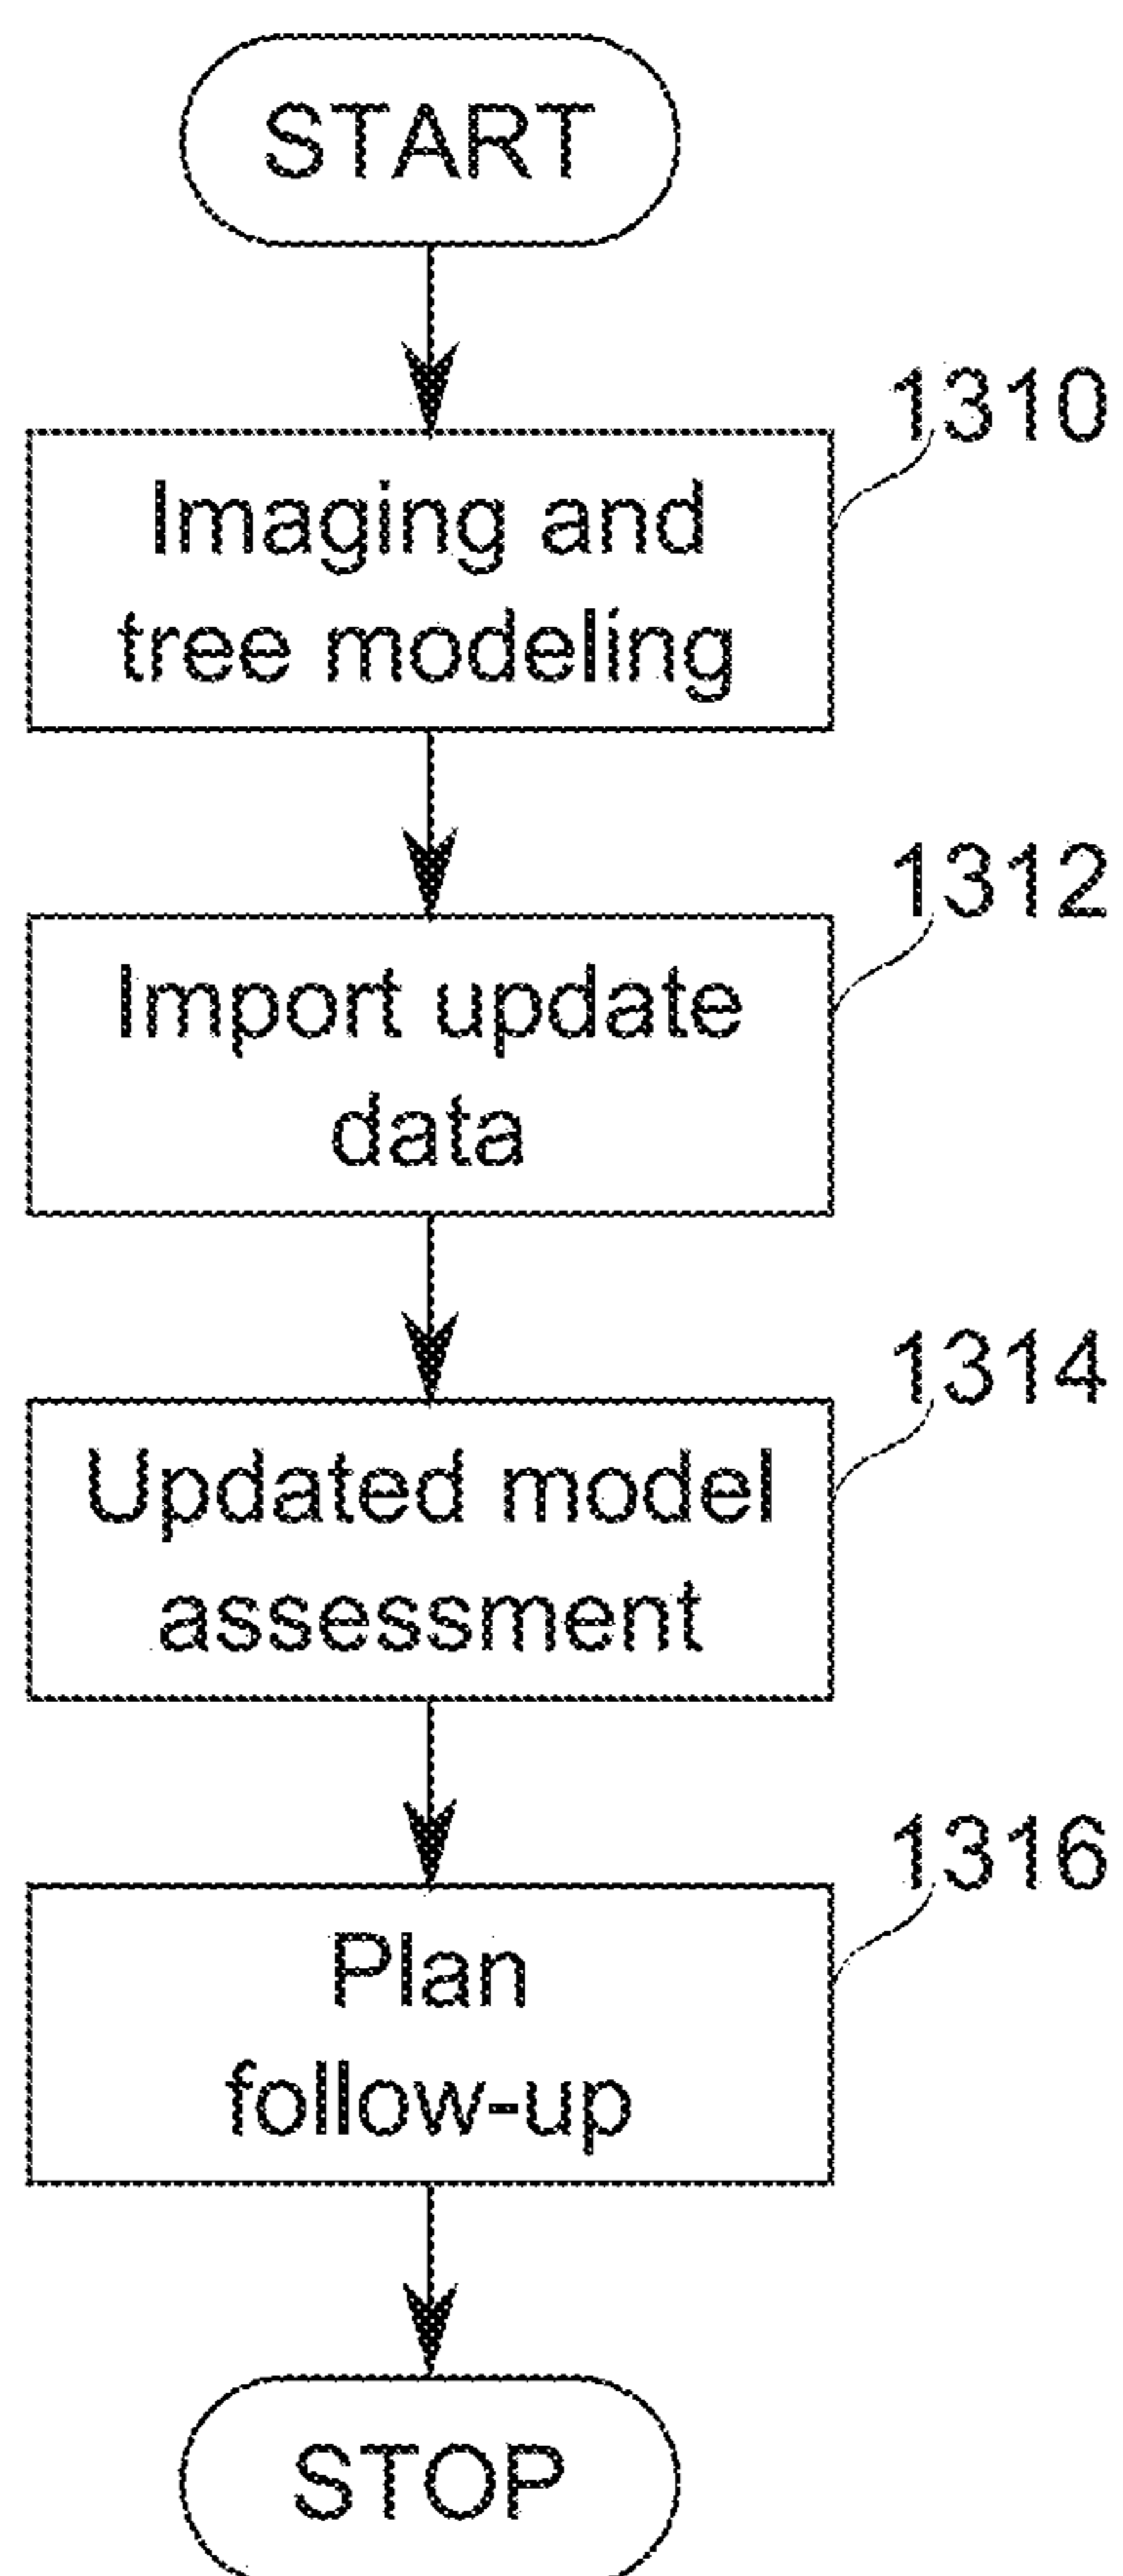 START
1310
Imaging and
tree modeling
1312
Import update
data
1314
Updated model
assessment
1316
Plan
follow-up
STOP